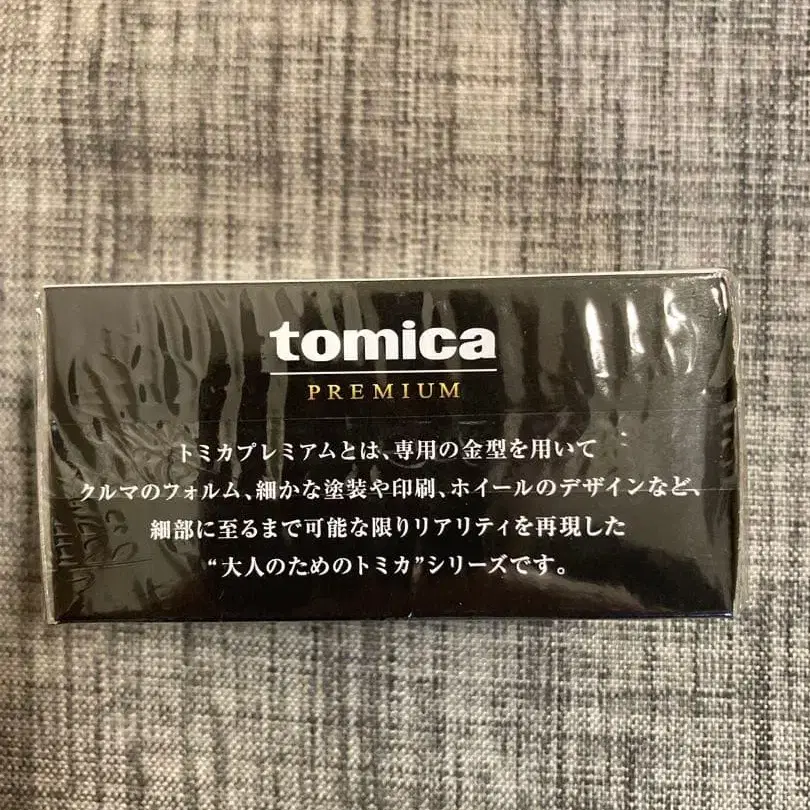 tomica
PREMIUM
トミカプレミアムとは、専用の金型を用いて
クルマのフォルム、細かな塗装や印刷、ホイールのデザインなど、
細部に至るまで可能な限りリアリティを再現した
“大人のためのトミカ”シリーズです。